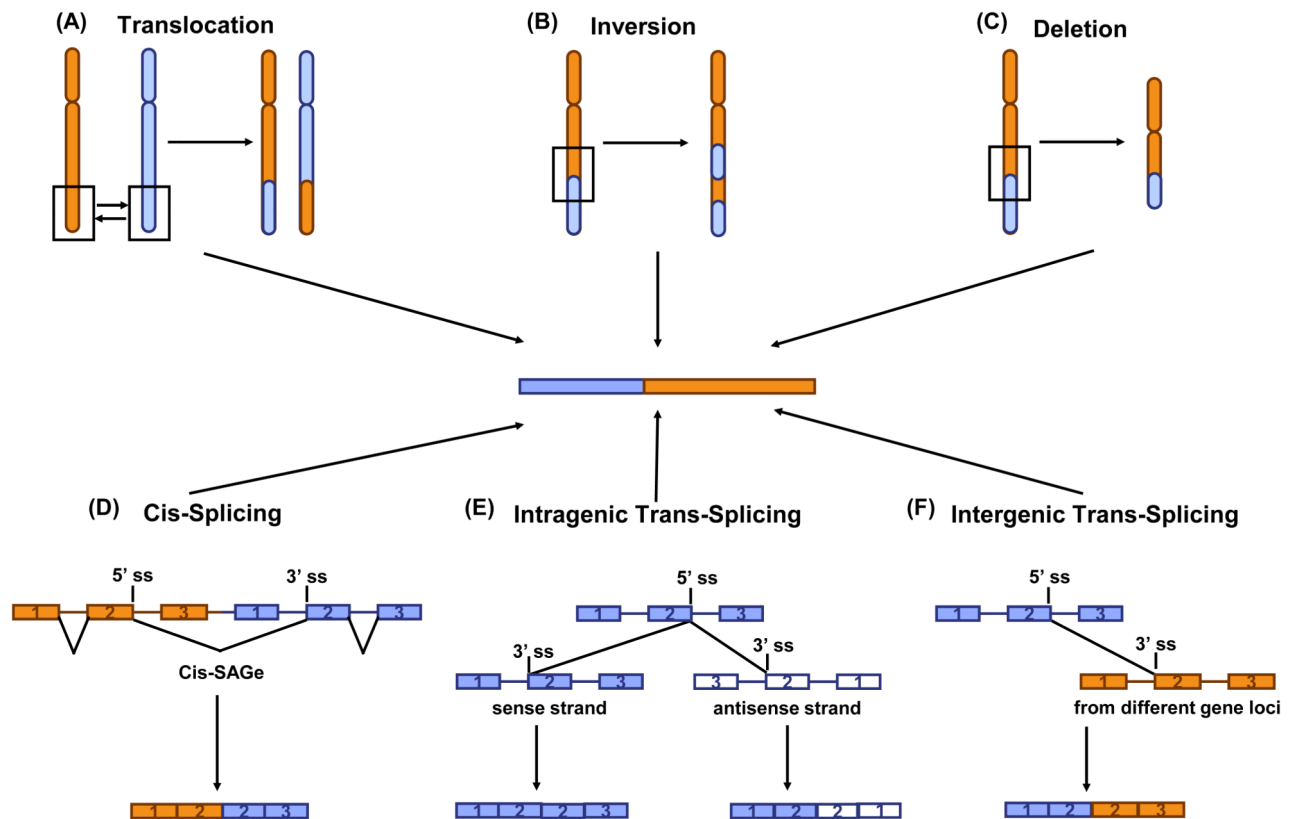 (A) Translocation
(B) Inversion
(C) Deletion
(D) Cis-Splicing
(E) Intragenic Trans-Splicing
(F) Intergenic Trans-Splicing
5' ss 3' ss
1 2 3 1 2 3
Cis-SAGe
1 2 2 3
5' ss
1 2 3
3' ss 3' ss
1 2 3 3 2 1
sense strand antisense strand
1 2 2 3 1 2 2 1
5' ss
1 2 3
3' ss
1 2 3
from different gene loci
1 2 2 3